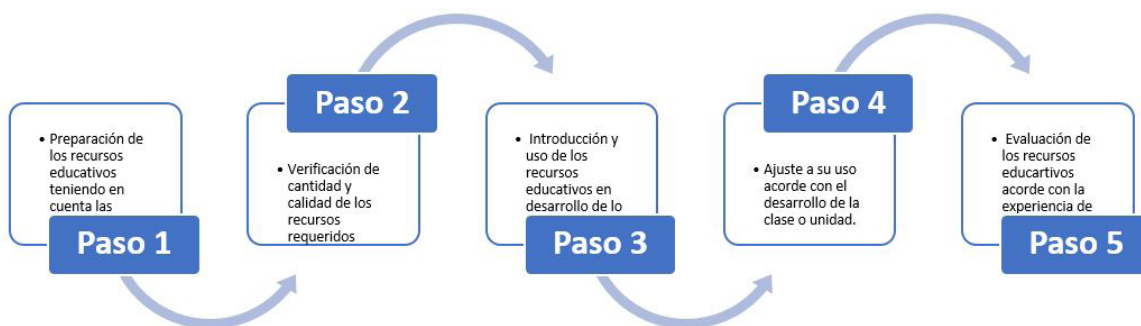 Paso 1
• Preparación de
los recursos
educativos
teniendo en
cuenta las
Paso 2
• Verificación de
cantidad y
calidad de los
recursos
requeridos
Paso 3
• Introducción y
uso de los
recursos
educativos en
desarrollo de lo
Paso 4
• Ajuste a su uso
acorde con el
desarrollo de la
clase o unidad.
Paso 5
• Evaluación de
los recursos
educartivos
acorde con la
experiencia de